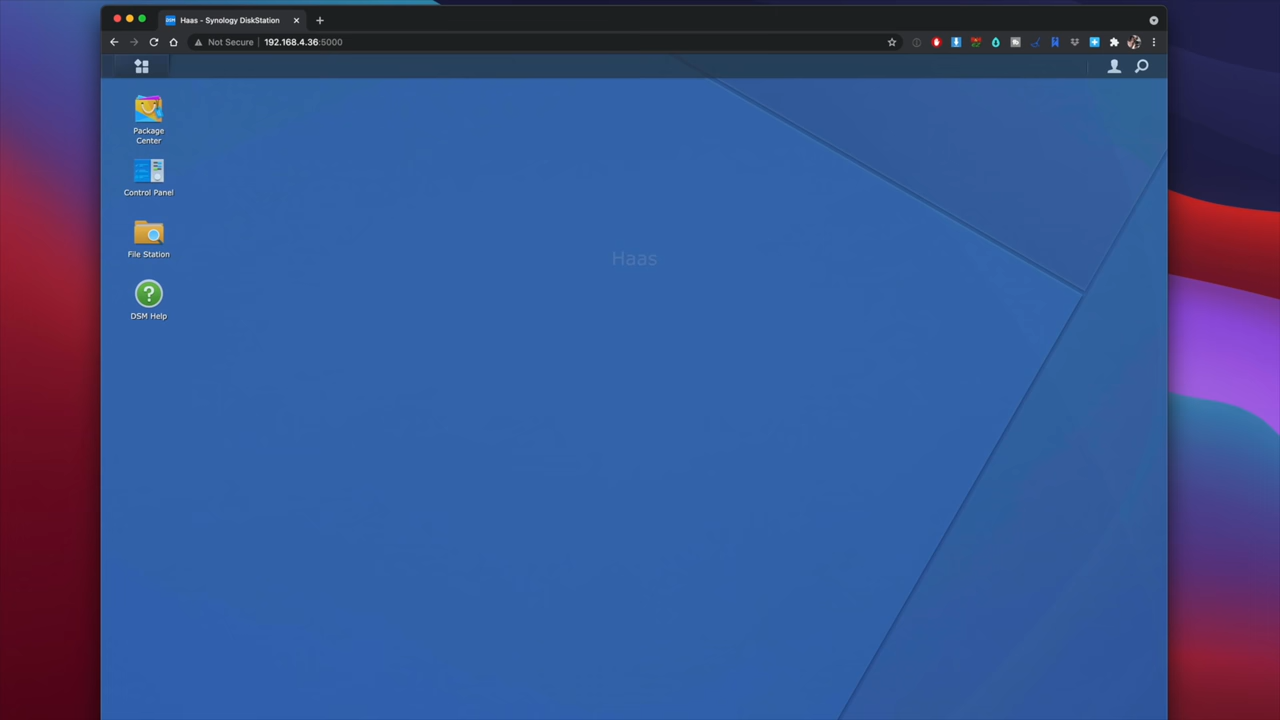 Haas - Synology DiskStation
Not Secure 192.168.4.36:5000
Package
Center
Control Panel
File Station
DSM Help
Haas